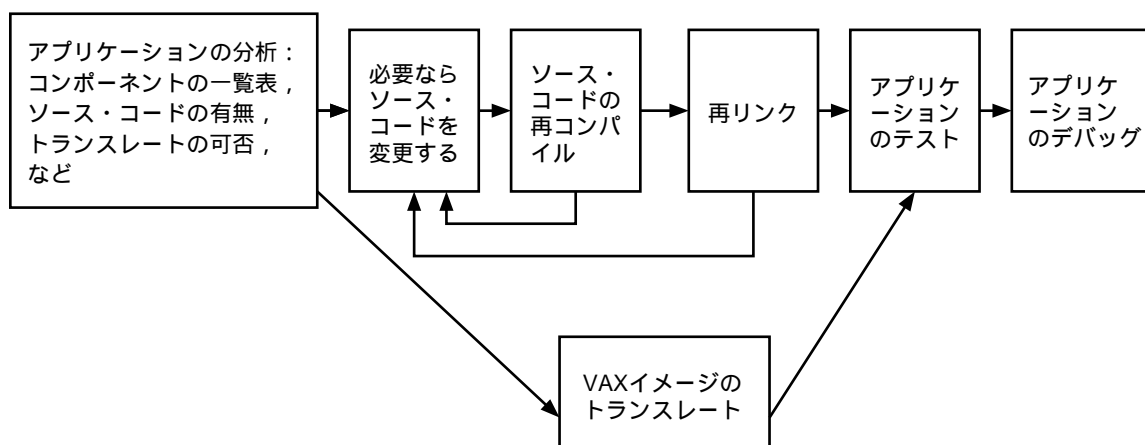 アプリケーションの分析：
コンポーネントの一覧表，
ソース・コードの有無，
トランスレートの可否，
など
必要なら
ソース・
コードを
変更する
ソース・
コードの
再コンパ
イル
再リンク
アプリケ
ーション
のテスト
アプリケ
ーション
のデバッグ
VAXイメージの
トランスレート